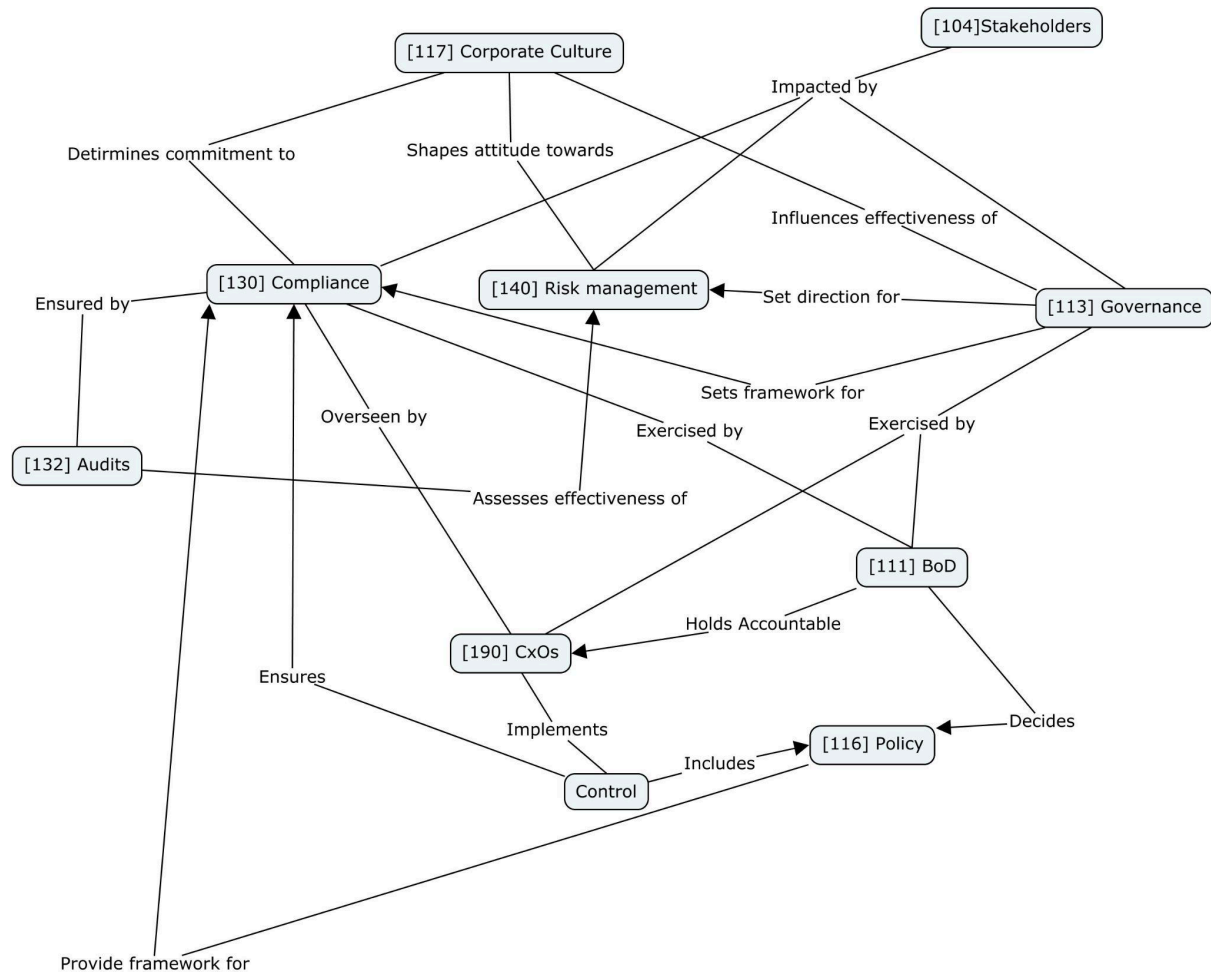 [104]Stakeholders
[117] Corporate Culture
Impacted by
Detirmines commitment to
Shapes attitude towards
Influences effectiveness of
[130] Compliance
[140] Risk management
Ensured by
Set direction for
[113] Governance
Sets framework for
Overseen by
Exercised by
Exercised by
[132] Audits
Assesses effectiveness of
[111] BoD
Holds Accountable
[190] CxOs
Ensures
Implements
Decides
[116] Policy
Includes
Control
Provide framework for